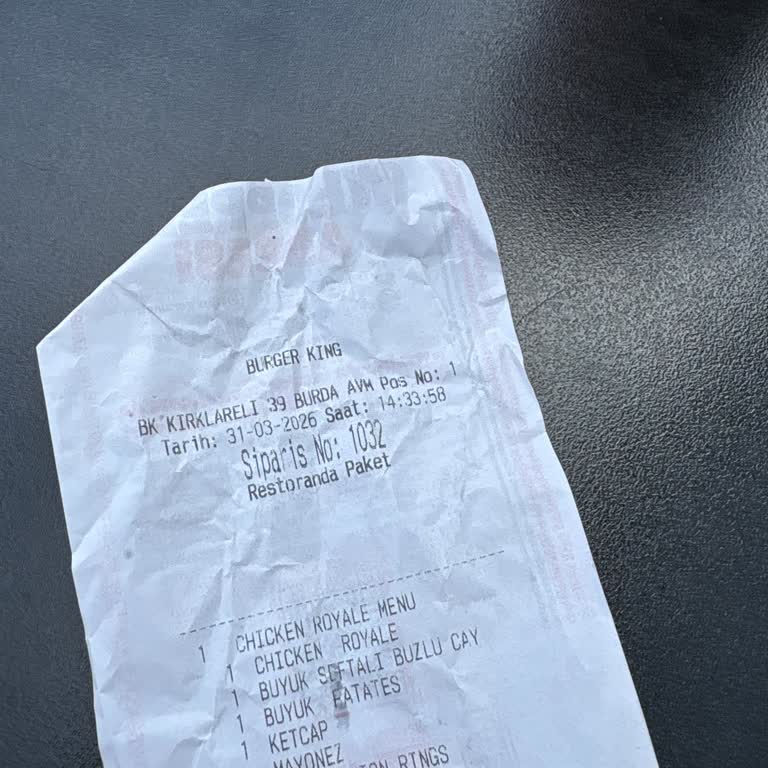 BURGER KING
BK KIRKLARELI 39 BURDA AVM Pos No: 1
Tarih: 31-03-2026 Saat: 14:33:58
Siparis No: 1032
Restoranda Paket
1 CHICKEN ROYALE MENU
1 CHICKEN ROYALE
1 BUYUK SEFTALI BUZLU CAY
1 BUYUK PATATES
1 KETCAP
MAYONEZ
RINGS